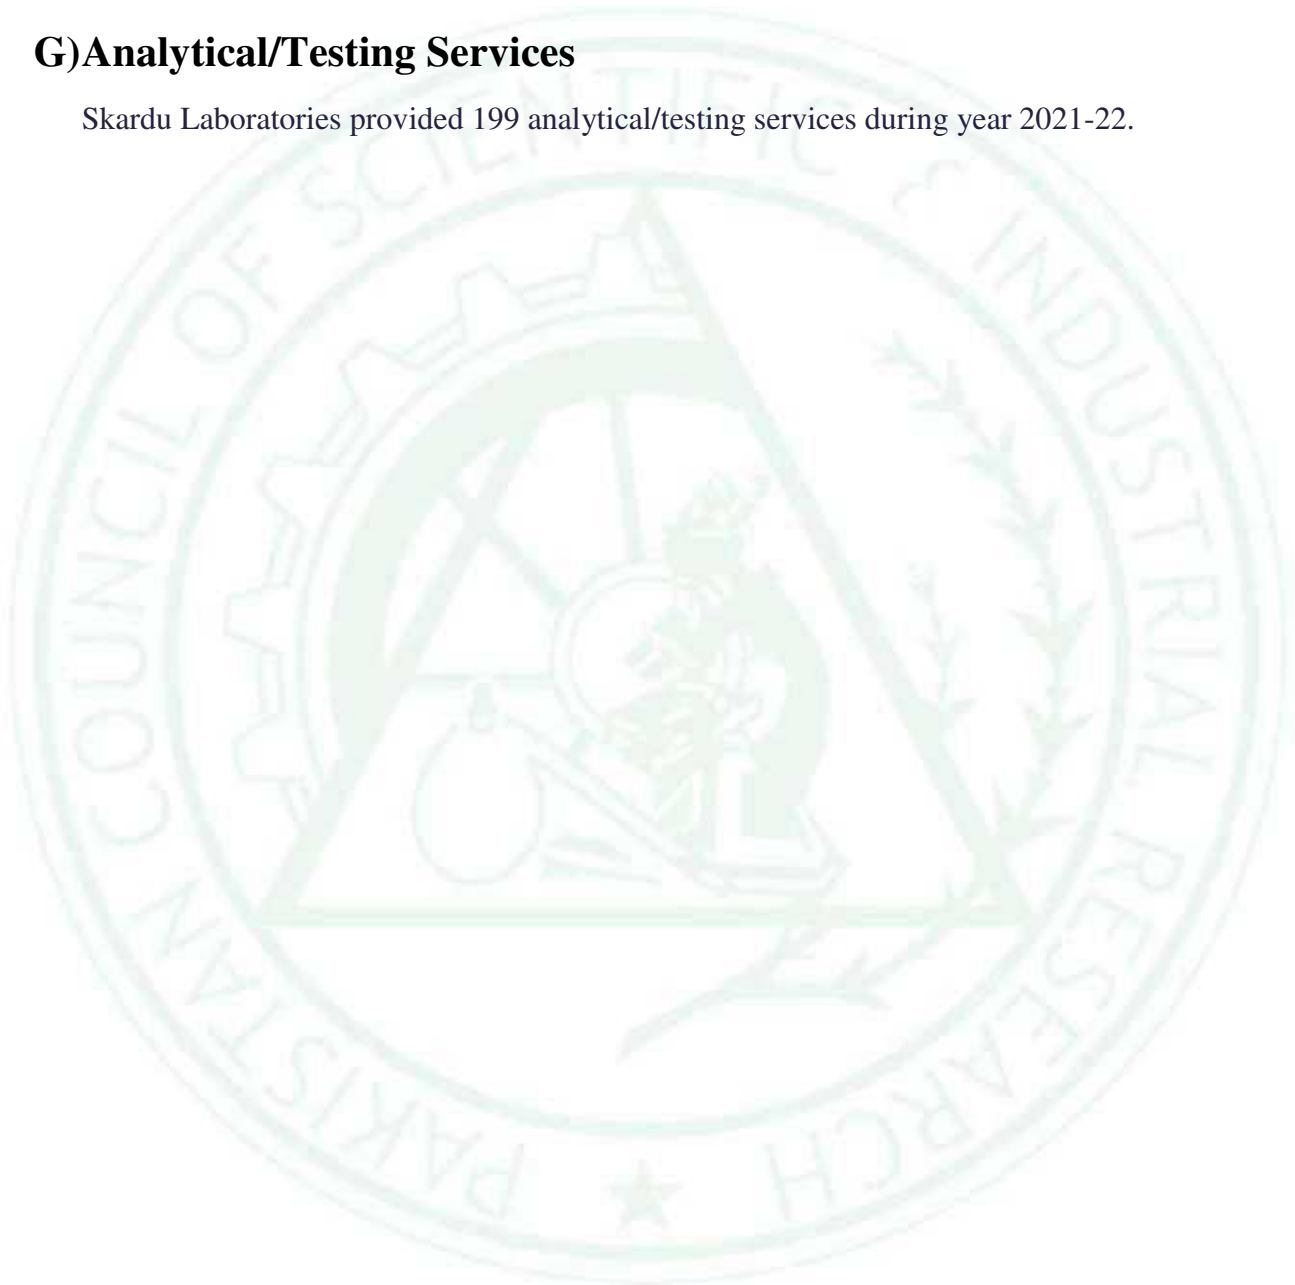 G)Analytical/Testing Services
Skardu Laboratories provided 199 analytical/testing services during year 2021-22.
PAKISTAN COUNCIL OF SCIENTIFIC & INDUSTRIAL RESEARCH